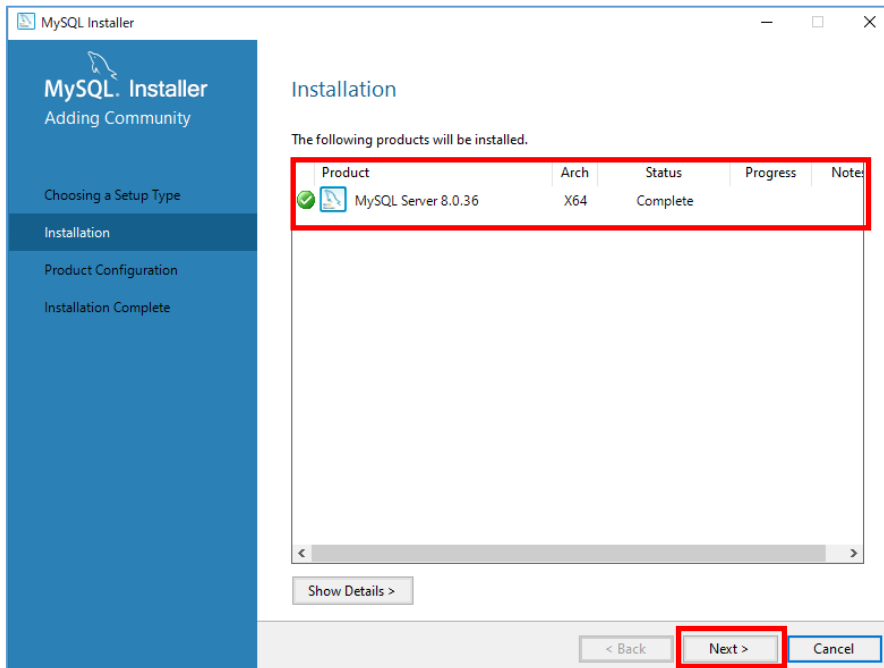 MySQL Installer
MySQL. Installer
Adding Community
Choosing a Setup Type
Installation
Product Configuration
Installation Complete
Installation
The following products will be installed.
Product Arch Status Progress Notes
MySQL Server 8.0.36 X64 Complete
Show Details >
< Back Next > Cancel